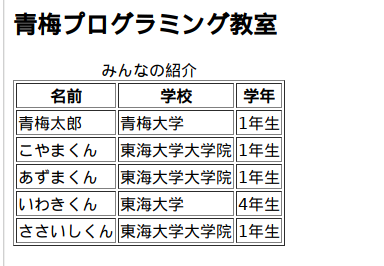 青梅プログラミング教室
みんなの紹介
名前 学校 学年
青梅太郎 青梅大学 1年生
こやまくん 東海大学大学院 1年生
あずまくん 東海大学大学院 1年生
いわきくん 東海大学 4年生
ささいしくん 東海大学大学院 1年生